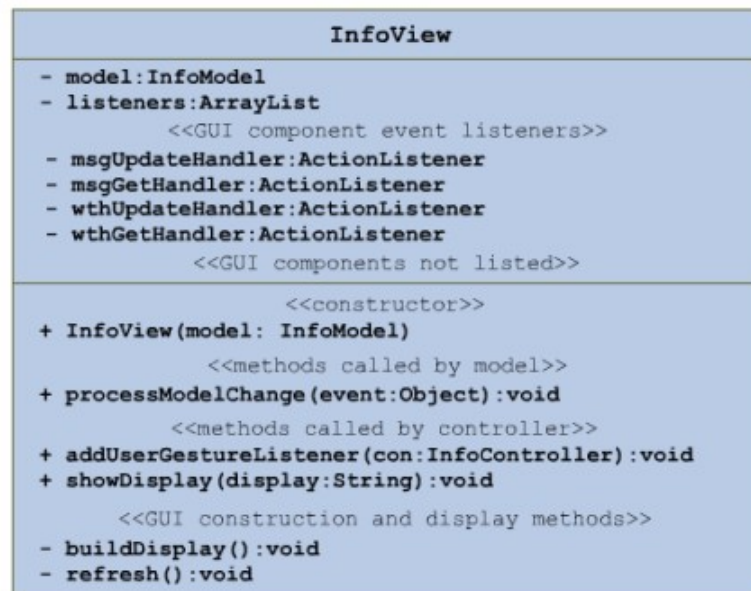 InfoView
- model:InfoModel
- listeners:ArrayList
<<GUI component event listeners>>
- msgUpdateHandler:ActionListener
- msgGetHandler:ActionListener
- wthUpdateHandler:ActionListener
- wthGetHandler:ActionListener
<<GUI components not listed>>
<<constructor>>
+ InfoView(model: InfoModel)
<<methods called by model>>
+ processModelChange(event:Object):void
<<methods called by controller>>
+ addUserGestureListener(con:InfoController):void
+ showDisplay(display:String):void
<<GUI construction and display methods>>
- buildDisplay():void
- refresh():void